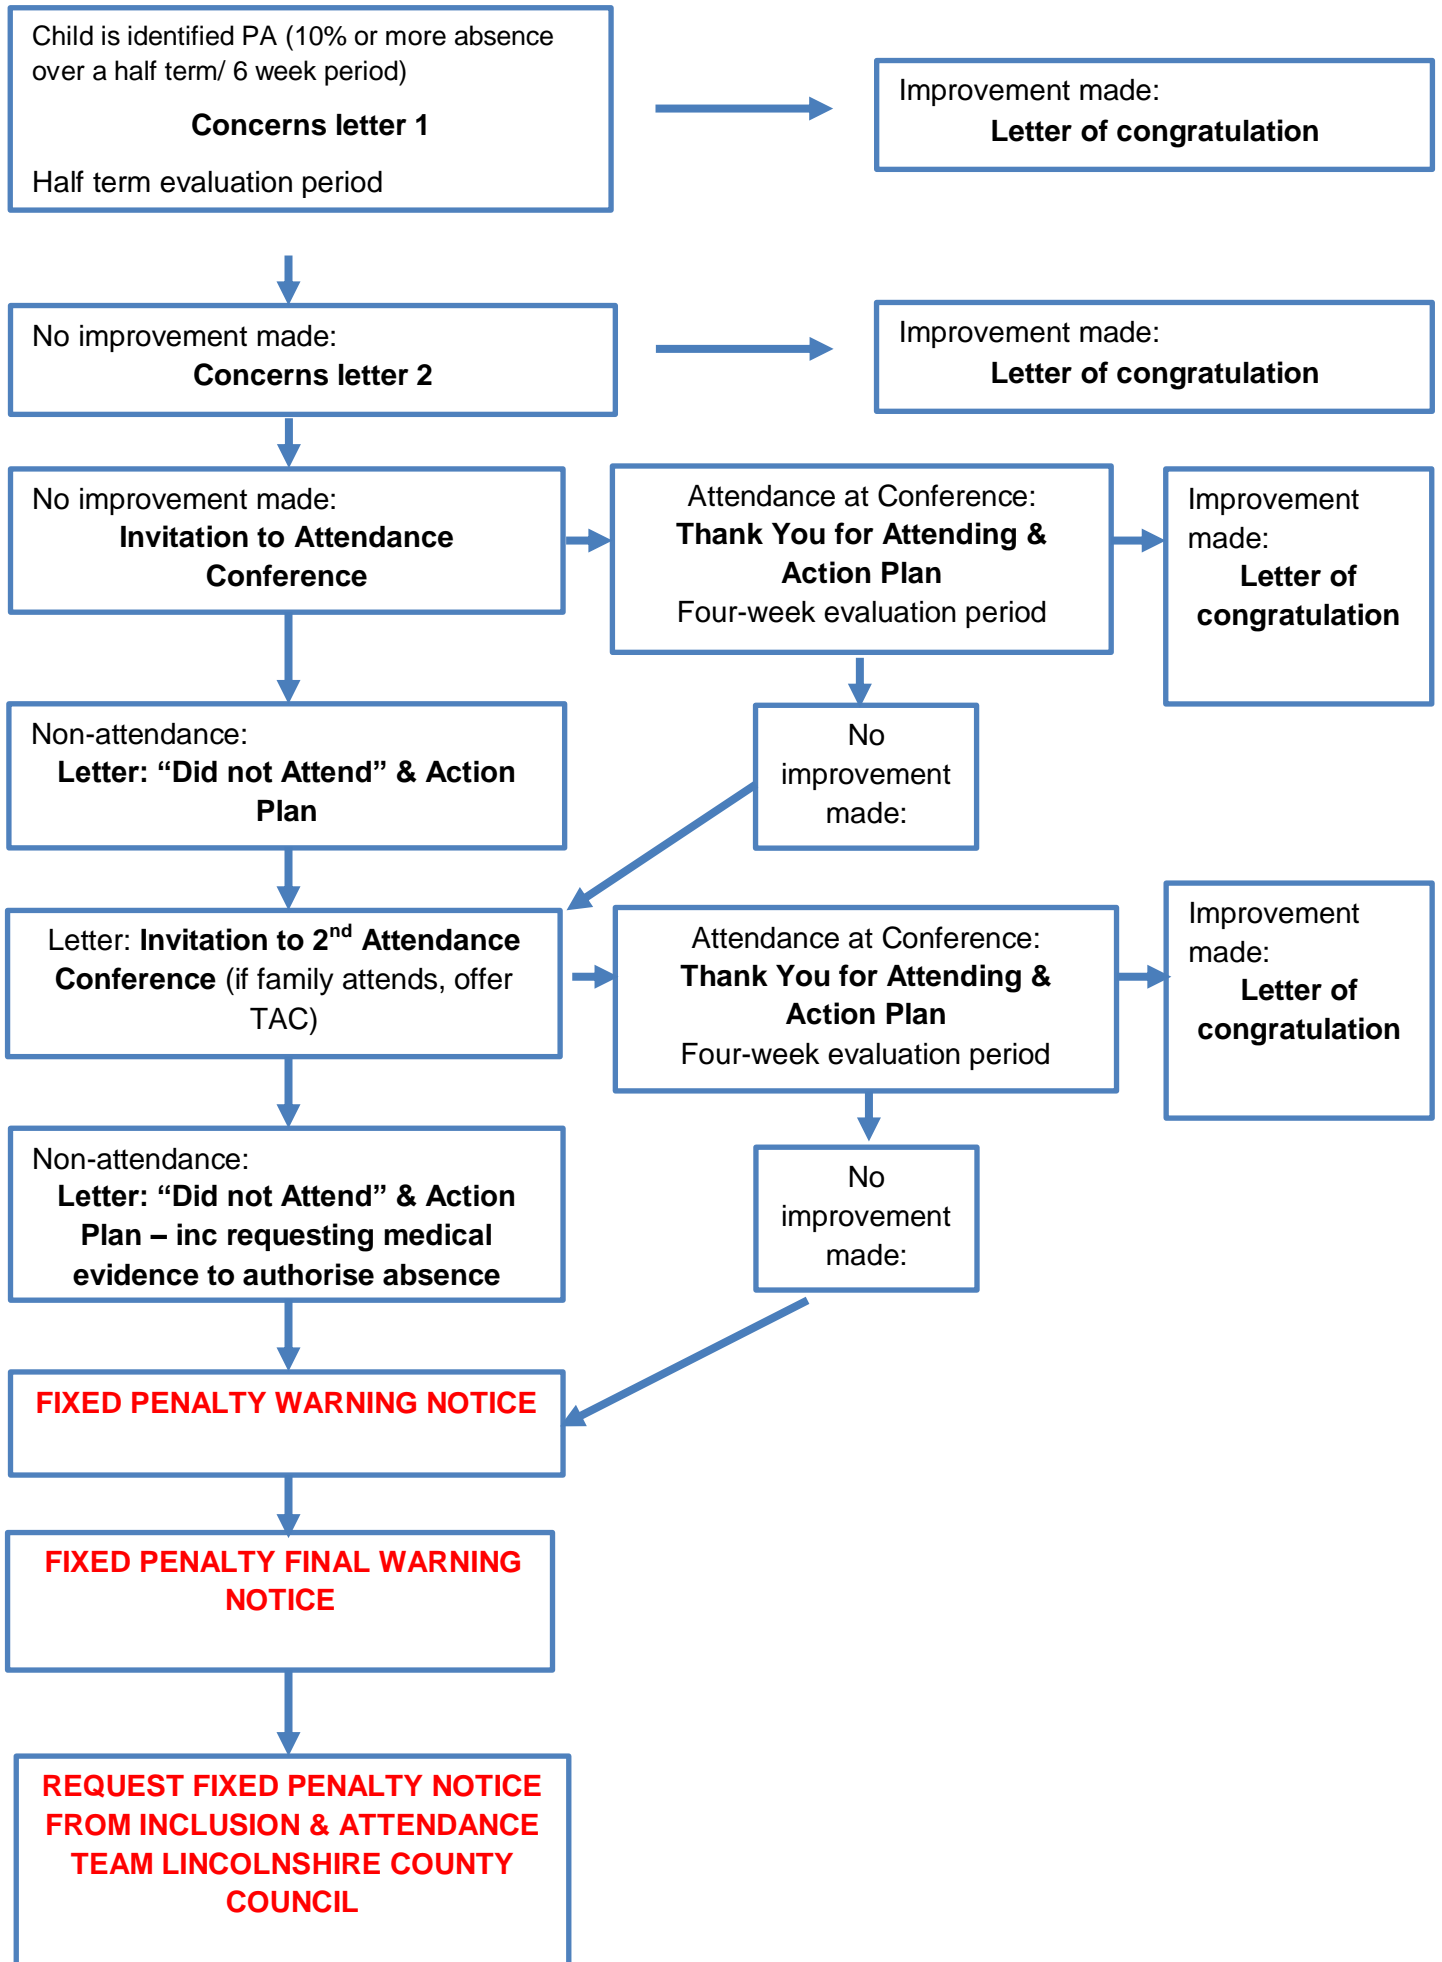 Child is identified PA (10% or more absence
over a half term/ 6 week period)
Concerns letter 1
Half term evaluation period
Improvement made:
Letter of congratulation
No improvement made:
Concerns letter 2
Improvement made:
Letter of congratulation
No improvement made:
Invitation to Attendance
Conference
Attendance at Conference:
Thank You for Attending &
Action Plan
Four-week evaluation period
Improvement
made:
Letter of
congratulation
Non-attendance:
Letter: “Did not Attend” & Action
Plan
No
improvement
made:
Letter: Invitation to 2nd Attendance
Conference (if family attends, offer
TAC)
Attendance at Conference:
Thank You for Attending &
Action Plan
Four-week evaluation period
Improvement
made:
Letter of
congratulation
Non-attendance:
Letter: “Did not Attend” & Action
Plan – inc requesting medical
evidence to authorise absence
No
improvement
made:
FIXED PENALTY WARNING NOTICE
FIXED PENALTY FINAL WARNING
NOTICE
REQUEST FIXED PENALTY NOTICE
FROM INCLUSION & ATTENDANCE
TEAM LINCOLNSHIRE COUNTY
COUNCIL